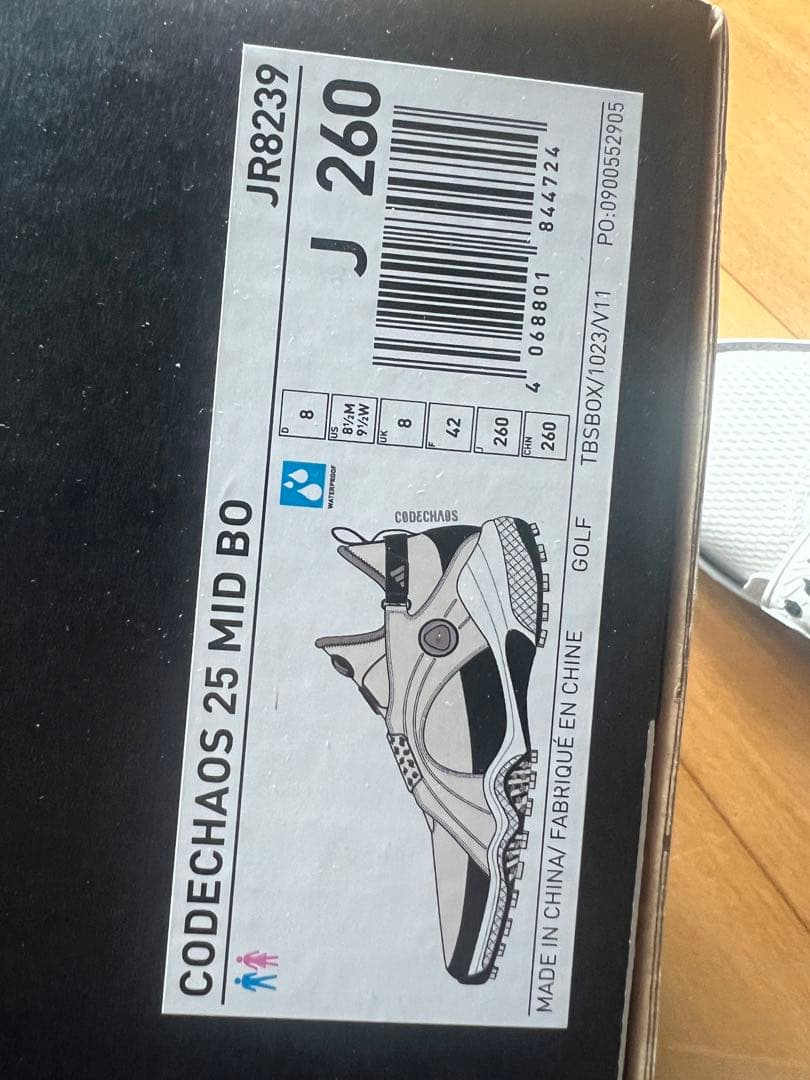 CODECHAOS 25 MID BO
JR8239
WATERPROOF
CODECHAOS
D 8
US 8½M 9½W
UK 8
F 42
J 260
CHN 260
J 260
4 068801 844724
MADE IN CHINA/ FABRIQUÉ EN CHINE
GOLF
TBSBOX/1023/V11
PO:0900552905